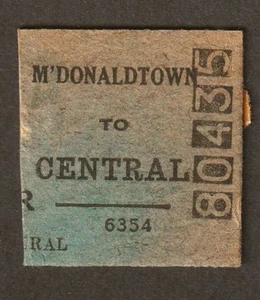 M'DONALDTOWN
TO
CENTRAL
R
6354
RAL
80435